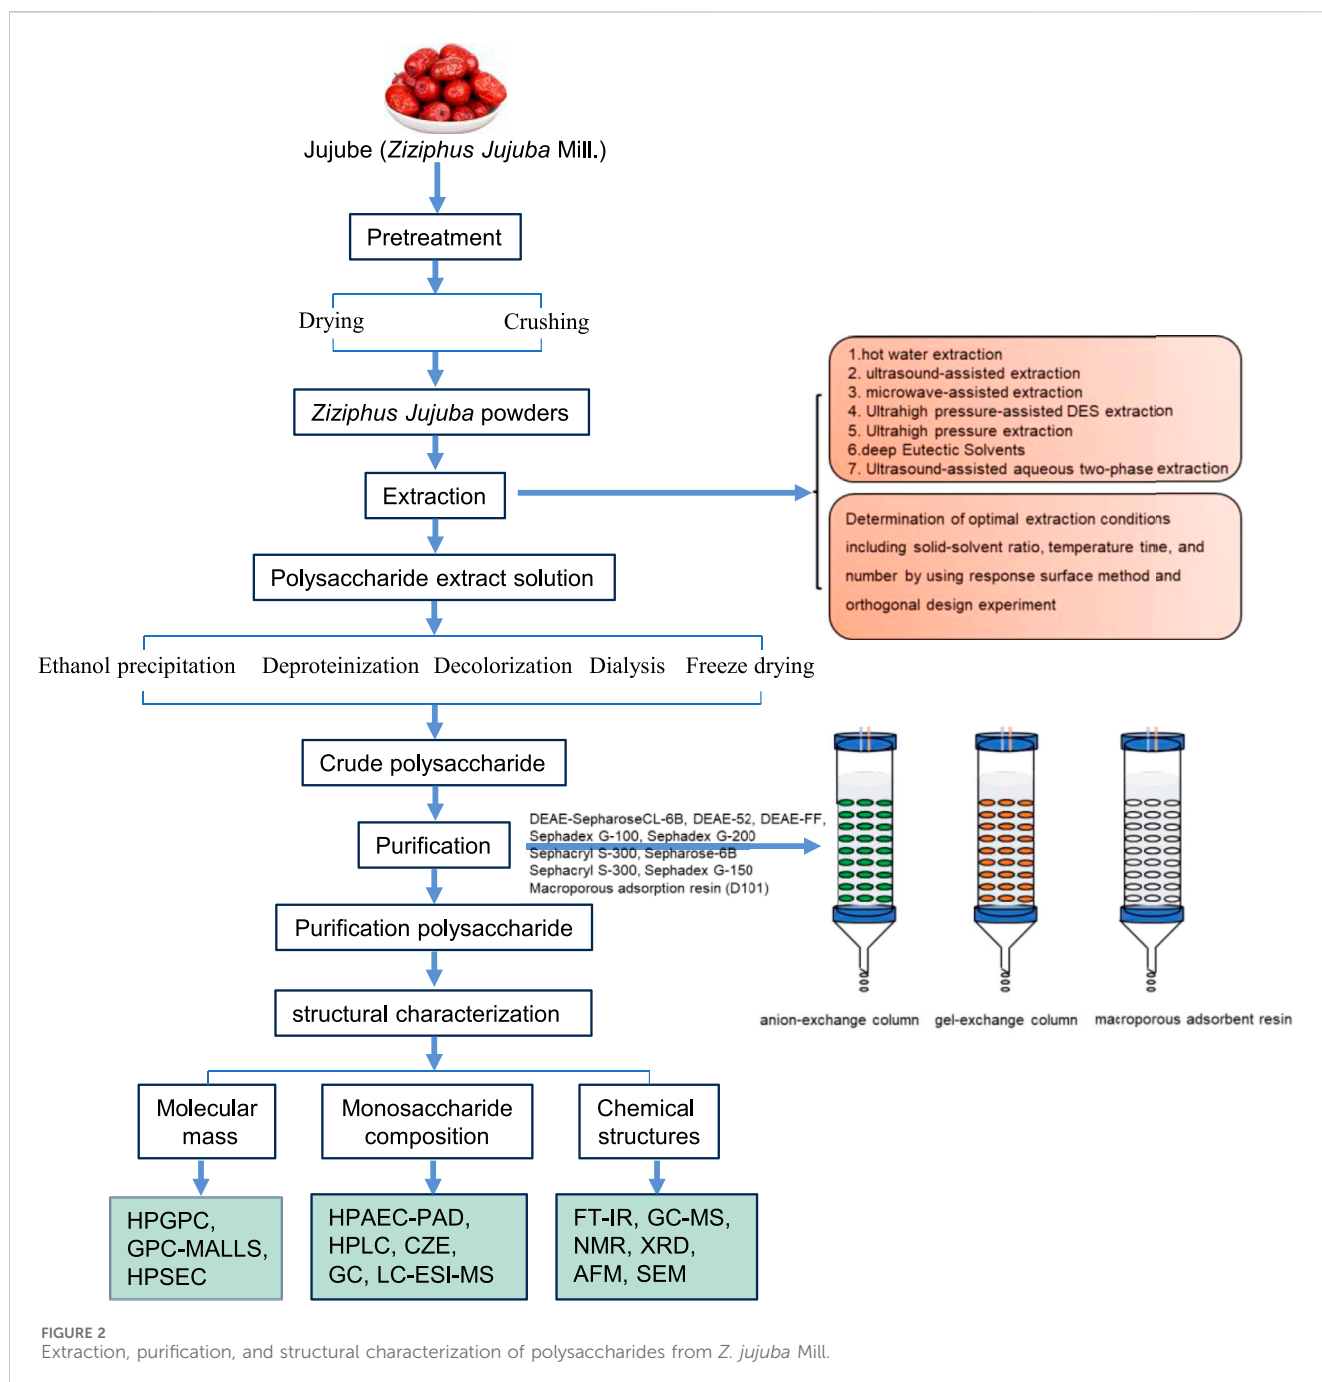 Jujube (Ziziphus Jujuba Mill.)
Pretreatment
Drying
Crushing
Ziziphus Jujuba powders
Extraction
1.hot water extraction
2. ultrasound-assisted extraction
3. microwave-assisted extraction
4. Ultrahigh pressure-assisted DES extraction
5. Ultrahigh pressure extraction
6.deep Eutectic Solvents
7. Ultrasound-assisted aqueous two-phase extraction
Determination of optimal extraction conditions
including solid-solvent ratio, temperature time, and
number by using response surface method and
orthogonal design experiment
Polysaccharide extract solution
Ethanol precipitation
Deproteinization
Decolorization
Dialysis
Freeze drying
Crude polysaccharide
Purification
DEAE-SepharoseCL-6B, DEAE-52, DEAE-FF,
Sephadex G-100, Sephadex G-200
Sephacryl S-300, Sepharose-6B
Sephacryl S-300, Sephadex G-150
Macroporous adsorption resin (D101)
anion-exchange column
gel-exchange column
macroporous adsorbent resin
Purification polysaccharide
structural characterization
Molecular
mass
Monosaccharide
composition
Chemical
structures
HPGPC,
GPC-MALLS,
HPSEC
HPAEC-PAD,
HPLC, CZE,
GC, LC-ESI-MS
FT-IR, GC-MS,
NMR, XRD,
AFM, SEM
FIGURE 2
Extraction, purification, and structural characterization of polysaccharides from Z. jujuba Mill.